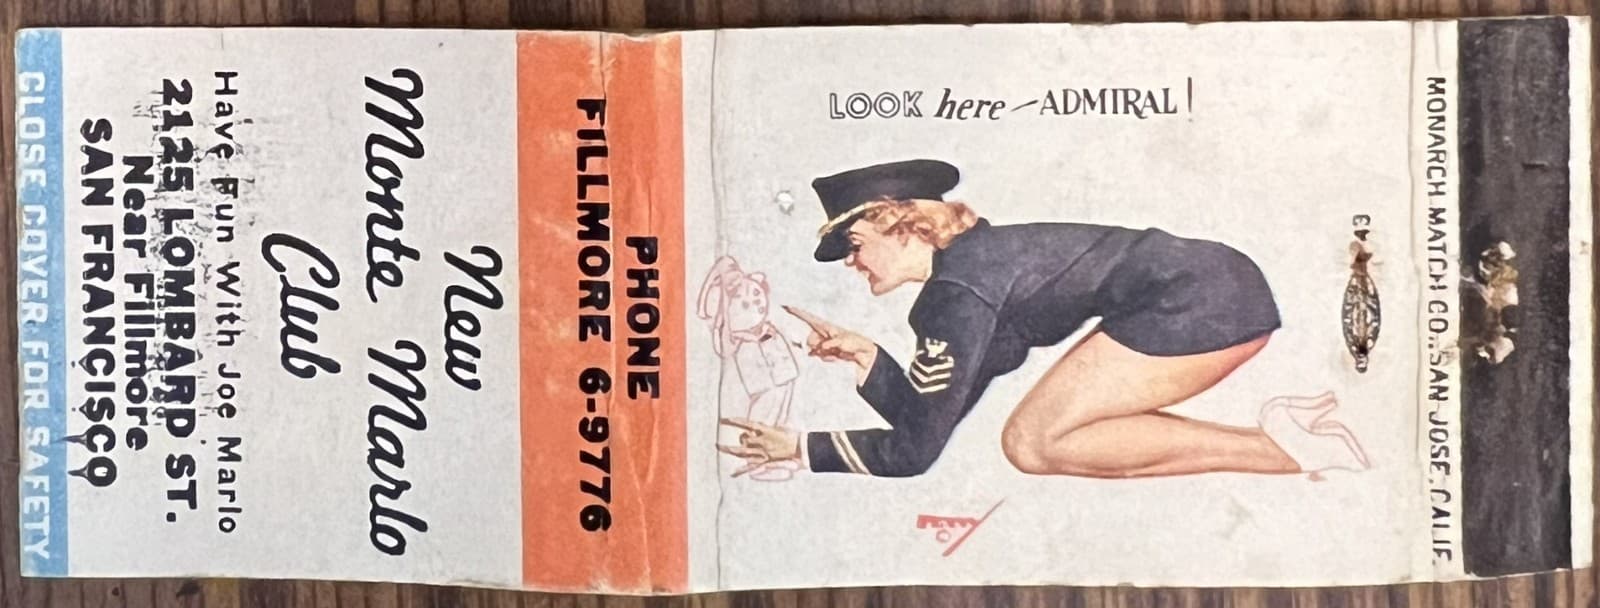 New
Monte Marlo
Club
Have Fun With Joe Marlo
2125 LOMBARD ST.
Near Fillmore
SAN FRANCISCO
CLOSE COVER FOR SAFETY
PHONE
FILLMORE 6-9776
LOOK here - ADMIRAL!
MONARCH MATCH CO., SAN JOSE, CALIF.